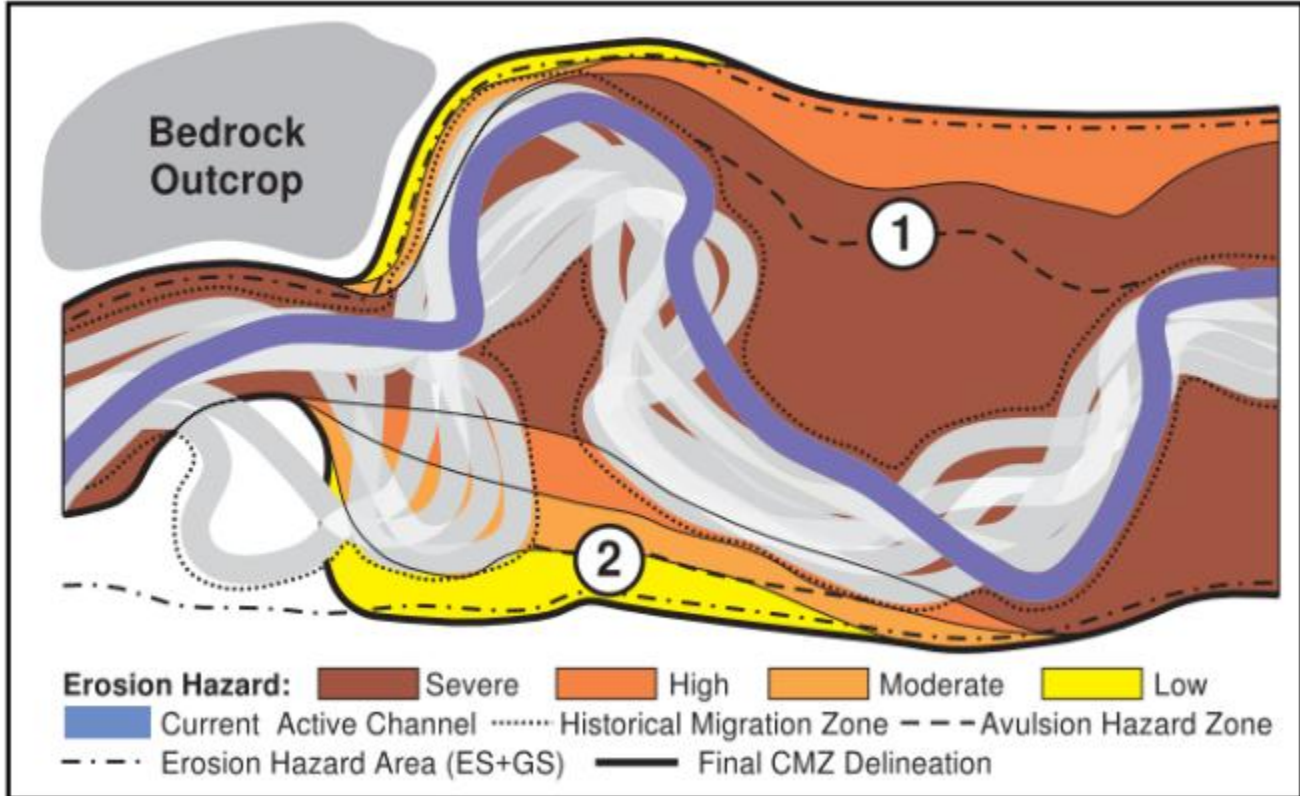 Bedrock
Outcrop
1
2
Erosion Hazard: Severe High Moderate Low
Current Active Channel Historical Migration Zone Avulsion Hazard Zone
Erosion Hazard Area (ES+GS) Final CMZ Delineation